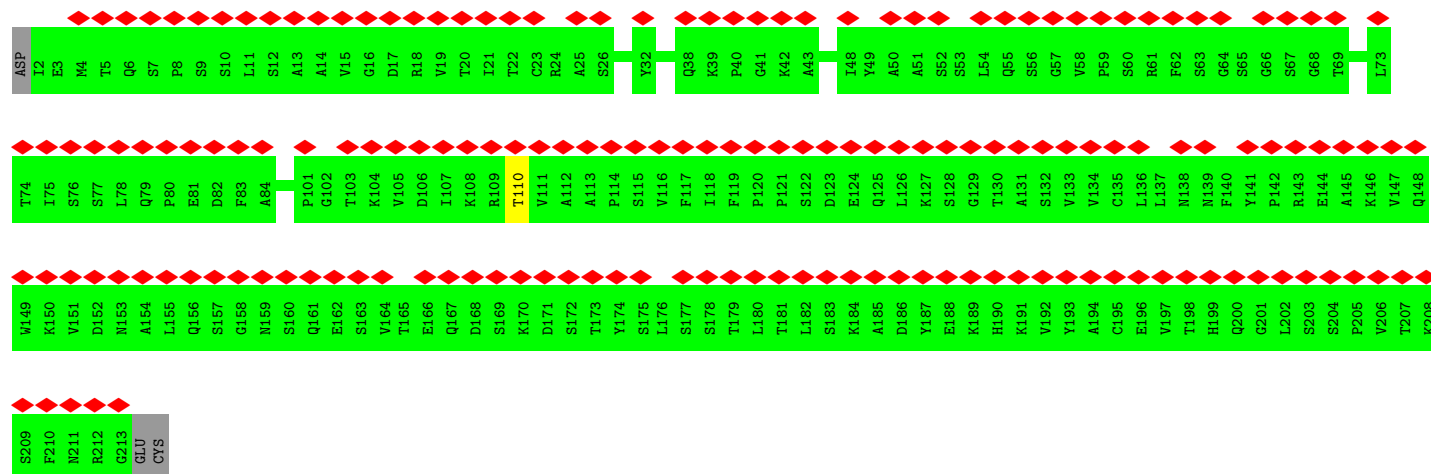 ASP I2 E3 M4 T5 Q6 S7 P8 S9 S10 L11 S12 A13 A14 V15 G16 D17 R18 V19 T20 I21 T22 C23 R24 A25 S26 Y32 Q38 K39 P40 G41 K42 A43 I48 Y49 A50 A51 S52 S53 L54 Q55 S56 G57 V58 P59 S60 R61 F62 S63 G64 S65 G66 S67 G68 T69 L73
T74 I75 S76 S77 L78 Q79 P80 E81 D82 F83 A84 P101 G102 T103 K104 V105 D106 I107 K108 R109 T110 V111 A112 A113 P114 S115 V116 F117 I118 F119 P120 P121 S122 D123 E124 Q125 L126 K127 S128 G129 T130 A131 S132 V133 V134 C135 L136 L137 N138 N139 F140 Y141 P142 R143 E144 A145 K146 V147 Q148
W149 K150 V151 D152 N153 A154 L155 Q156 S157 G158 N159 S160 Q161 E162 S163 V164 T165 E166 Q167 D168 S169 K170 D171 S172 T173 Y174 S175 L176 S177 S178 T179 L180 T181 L182 S183 K184 A185 D186 Y187 E188 K189 H190 K191 V192 Y193 A194 C195 E196 V197 T198 H199 Q200 G201 L202 S203 S204 P205 V206 T207 K208
S209 F210 N211 R212 G213 GLU CYS